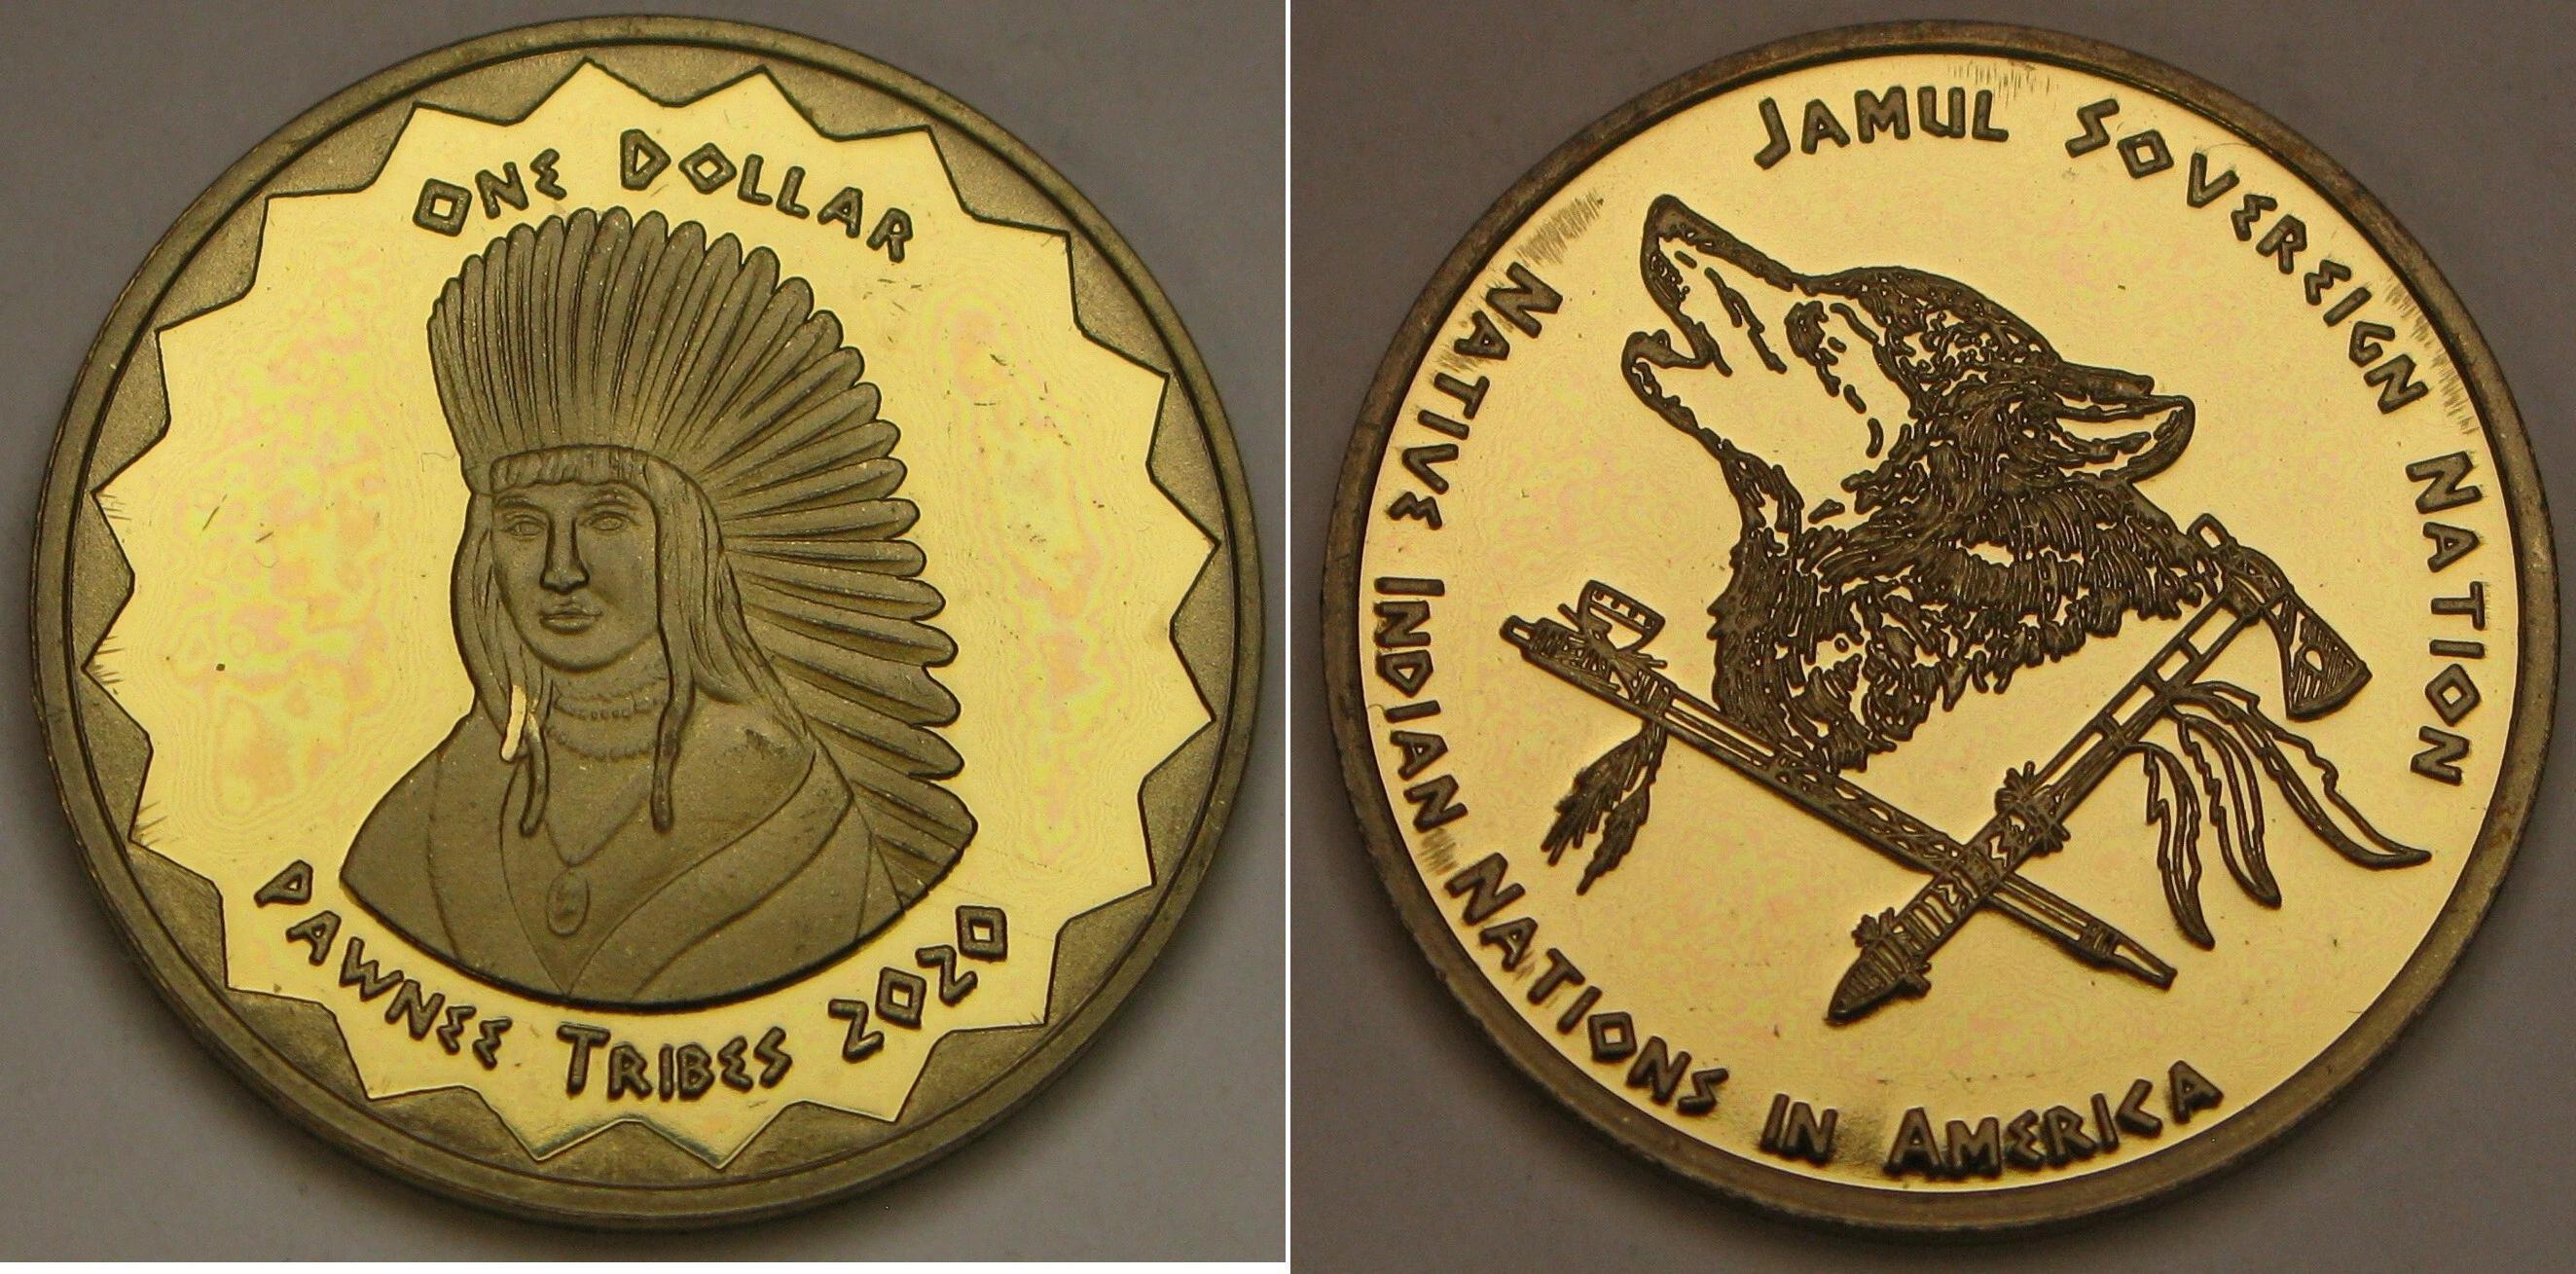 ONE DOLLAR
PAWNEE TRIBES 2020
JAMUL SOVEREIGN NATION
NATIVE INDIAN NATIONS IN AMERICA